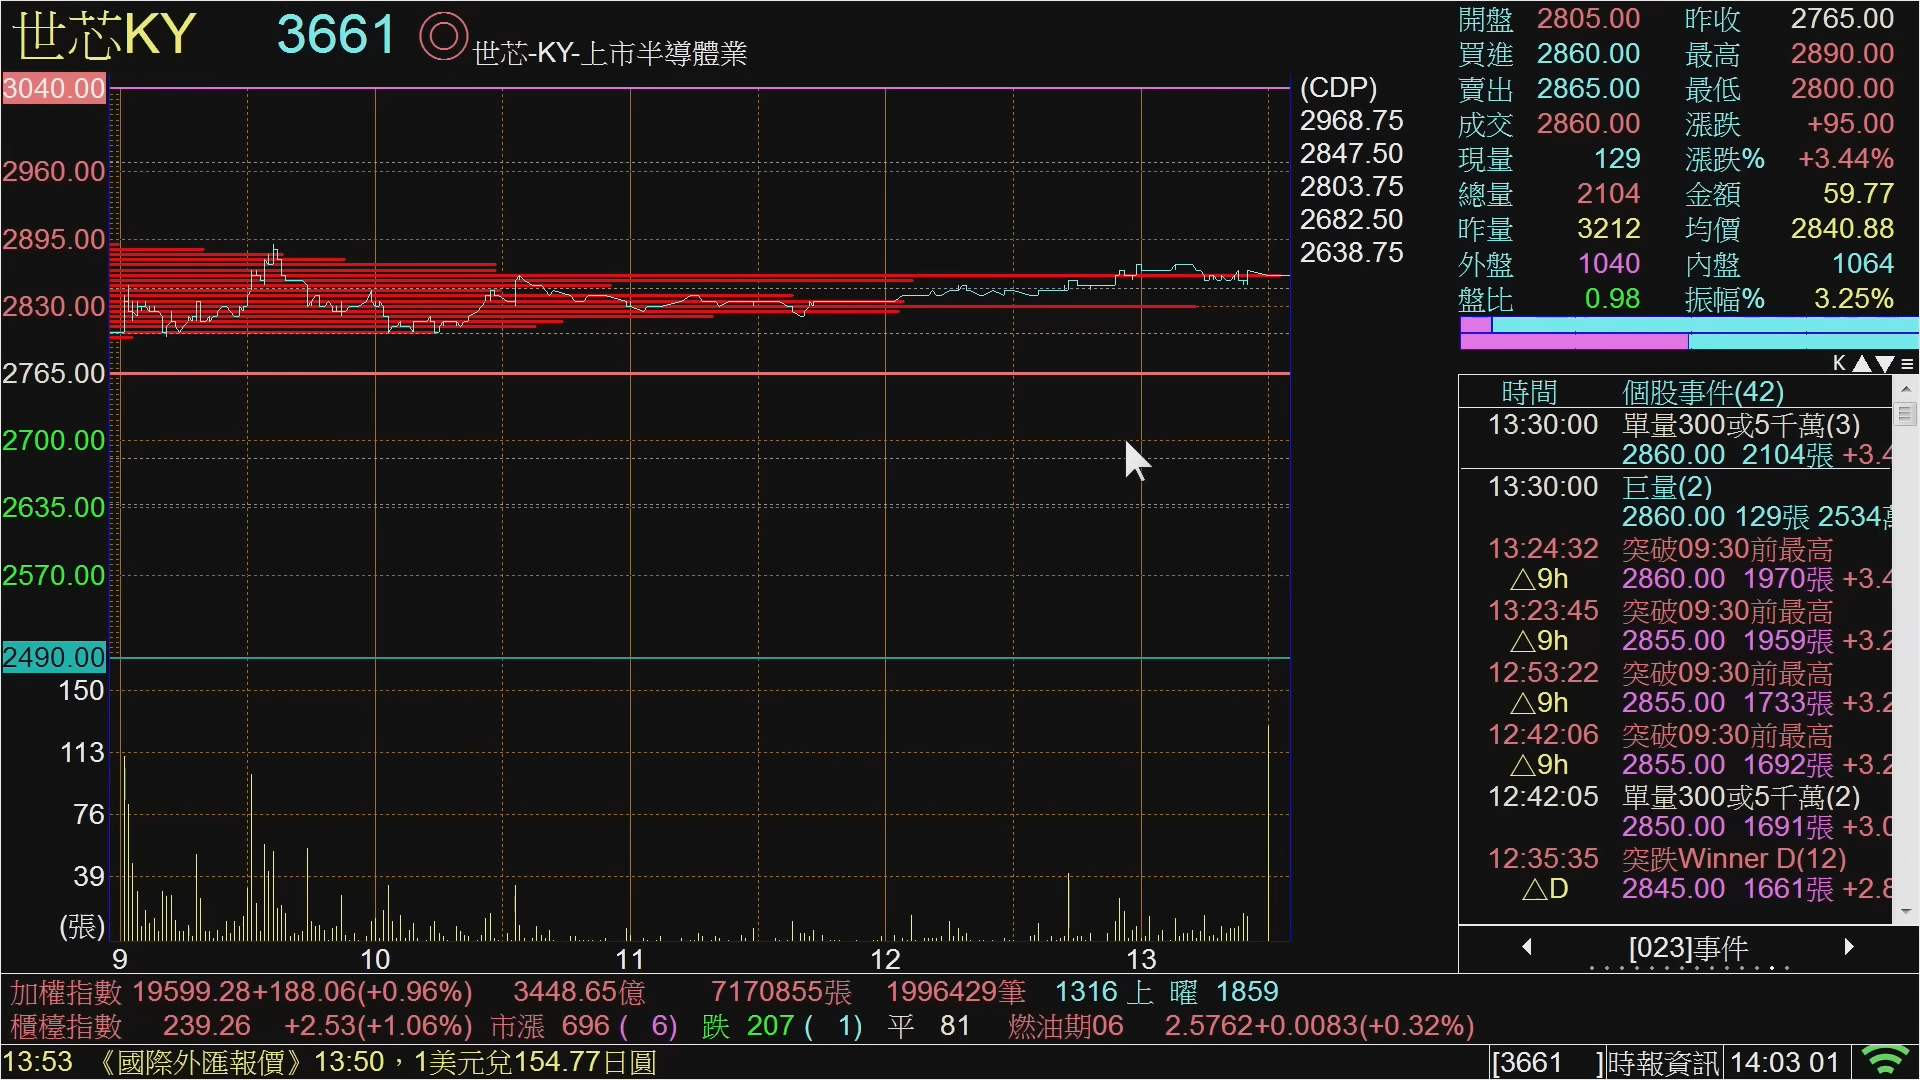 世芯KY 3661 ◎ 世芯-KY-上市半導體業
3040.00
2960.00
2895.00
2830.00
2765.00
2700.00
2635.00
2570.00
2490.00
150
113
76
39
(張)
9 10 11 12 13
(CDP)
2968.75
2847.50
2803.75
2682.50
2638.75
開盤 2805.00 昨收 2765.00
買進 2860.00 最高 2890.00
賣出 2865.00 最低 2800.00
成交 2860.00 漲跌 +95.00
現量 129 漲跌% +3.44%
總量 2104 金額 59.77
昨量 3212 均價 2840.88
外盤 1040 內盤 1064
盤比 0.98 振幅% 3.25%
K ▲▼≡
時間 個股事件(42)
13:30:00 單量300或5千萬(3)
2860.00 2104張 +3.4
13:30:00 巨量(2)
2860.00 129張 2534
13:24:32 突破09:30前最高
△9h 2860.00 1970張 +3.4
13:23:45 突破09:30前最高
△9h 2855.00 1959張 +3.2
12:53:22 突破09:30前最高
△9h 2855.00 1733張 +3.2
12:42:06 突破09:30前最高
△9h 2855.00 1692張 +3.2
12:42:05 單量300或5千萬(2)
2850.00 1691張 +3.0
12:35:35 突跌Winner D(12)
△D 2845.00 1661張 +2.8
[023]事件
加權指數 19599.28+188.06(+0.96%) 3448.65億 7170855張 1996429筆 1316 上 曜 1859
櫃檯指數 239.26 +2.53(+1.06%) 市漲 696 ( 6) 跌 207 ( 1) 平 81 燃油期06 2.5762+0.0083(+0.32%)
13:53 《國際外匯報價》13:50，1美元兌154.77日圓 [3661 ] 時報資訊 14:03 01